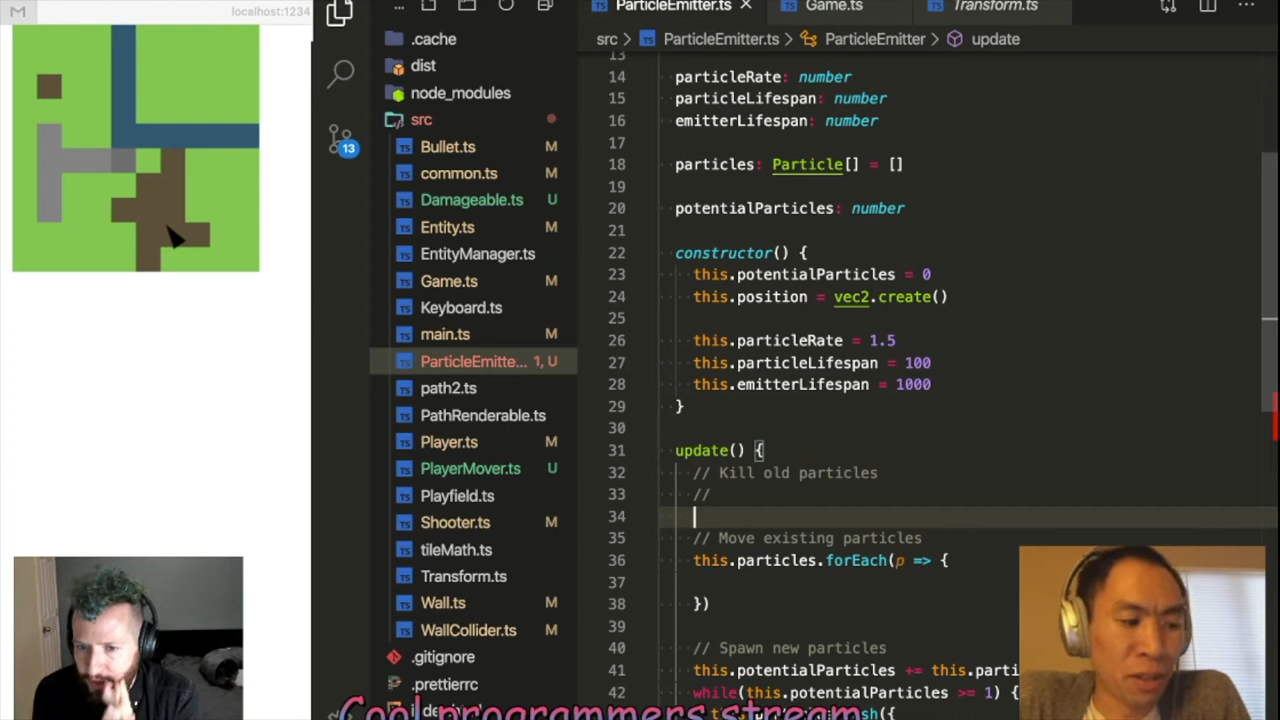 localhost:1234
...
ParticleEmitter.ts ×
Game.ts
Transform.ts
...
src > ParticleEmitter.ts > ParticleEmitter > update
.cache
dist
node_modules
src
Bullet.ts M
common.ts M
Damageable.ts U
Entity.ts M
EntityManager.ts
Game.ts M
Keyboard.ts
main.ts M
ParticleEmitte... 1, U
path2.ts
PathRenderable.ts
Player.ts M
PlayerMover.ts U
Playfield.ts
Shooter.ts M
tileMath.ts
Transform.ts
Wall.ts M
WallCollider.ts M
.gitignore
.prettierrc
13
13
14 particleRate: number
15 particleLifespan: number
16 emitterLifespan: number
17
18 particles: Particle[] = []
19
20 potentialParticles: number
21
22 constructor() {
23 this.potentialParticles = 0
24 this.position = vec2.create()
25
26 this.particleRate = 1.5
27 this.particleLifespan = 100
28 this.emitterLifespan = 1000
29 }
30
31 update() {
32 // Kill old particles
33 //
34
35 // Move existing particles
36 this.particles.forEach(p => {
37
38 })
39
40 // Spawn new particles
41 this.potentialParticles += this.parti
42 while(this.potentialParticles >= 1) {
Cool programmers stream